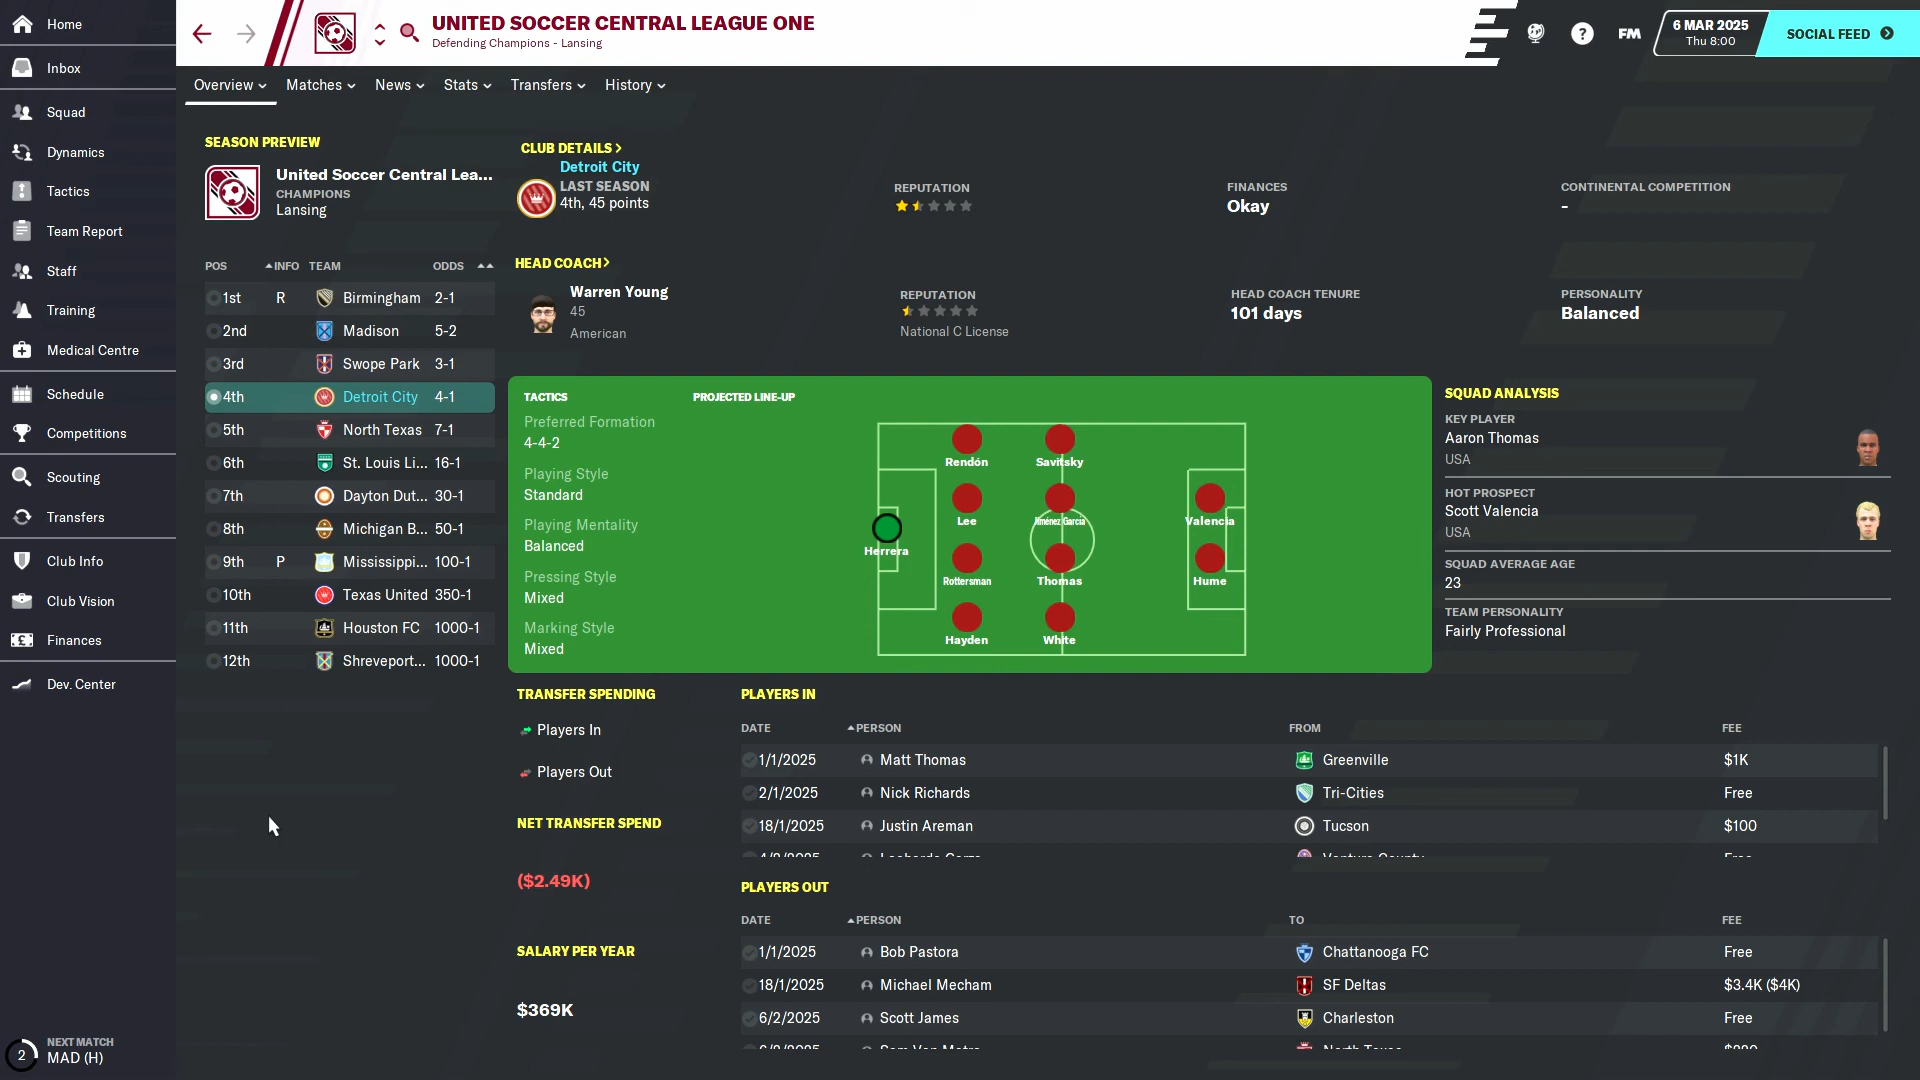 Home
Inbox
Squad
Dynamics
Tactics
Team Report
Staff
Training
Medical Centre
Schedule
Competitions
Scouting
Transfers
Club Info
Club Vision
Finances
Dev. Center
2
NEXT MATCH
MAD (H)
UNITED SOCCER CENTRAL LEAGUE ONE
Defending Champions - Lansing
?
FM
6 MAR 2025
Thu 8:00
SOCIAL FEED
Overview Matches News Stats Transfers History
SEASON PREVIEW
United Soccer Central Lea...
CHAMPIONS
Lansing
POS INFO TEAM ODDS
1st R Birmingham 2-1
2nd Madison 5-2
3rd Swope Park 3-1
4th Detroit City 4-1
5th North Texas 7-1
6th St. Louis Li... 16-1
7th Dayton Dut... 30-1
8th Michigan B... 50-1
9th P Mississippi... 100-1
10th Texas United 350-1
11th Houston FC 1000-1
12th Shreveport... 1000-1
CLUB DETAILS >
Detroit City
LAST SEASON
4th, 45 points
REPUTATION
FINANCES
Okay
CONTINENTAL COMPETITION
-
HEAD COACH >
Warren Young
45
American
REPUTATION
National C License
HEAD COACH TENURE
101 days
PERSONALITY
Balanced
TACTICS
Preferred Formation
4-4-2
Playing Style
Standard
Playing Mentality
Balanced
Pressing Style
Mixed
Marking Style
Mixed
PROJECTED LINE-UP
Rendón
Savitsky
Lee
Jiménez García
Valencia
Herrera
Rottersman
Thomas
Hume
Hayden
White
SQUAD ANALYSIS
KEY PLAYER
Aaron Thomas
USA
HOT PROSPECT
Scott Valencia
USA
SQUAD AVERAGE AGE
23
TEAM PERSONALITY
Fairly Professional
TRANSFER SPENDING
Players In
Players Out
NET TRANSFER SPEND
($2.49K)
SALARY PER YEAR
$369K
PLAYERS IN
DATE PERSON FROM FEE
1/1/2025 Matt Thomas Greenville $1K
2/1/2025 Nick Richards Tri-Cities Free
18/1/2025 Justin Areman Tucson $100
Ventura County Free
PLAYERS OUT
DATE PERSON TO FEE
1/1/2025 Bob Pastora Chattanooga FC Free
18/1/2025 Michael Mecham SF Deltas $3.4K ($4K)
6/2/2025 Scott James Charleston Free
North Texas